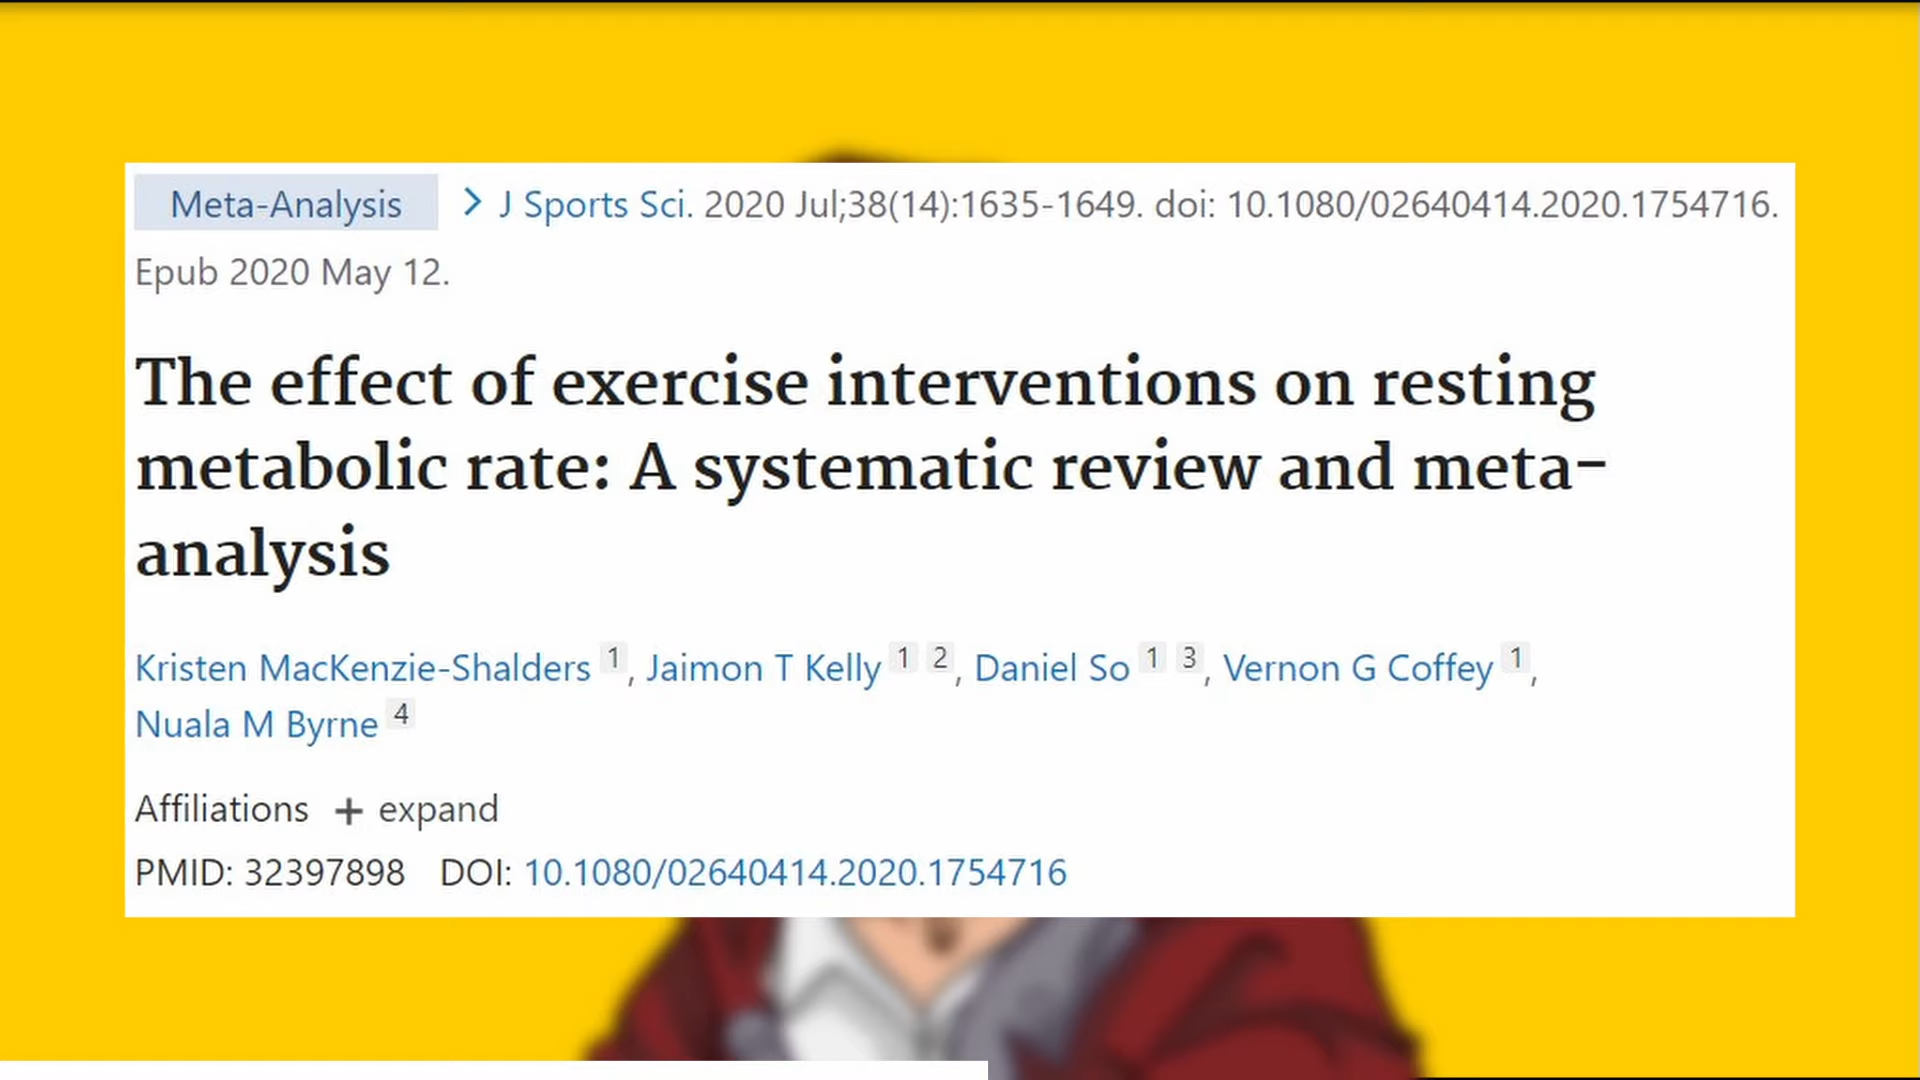 Meta-Analysis > J Sports Sci. 2020 Jul;38(14):1635-1649. doi: 10.1080/02640414.2020.1754716.
Epub 2020 May 12.
The effect of exercise interventions on resting
metabolic rate: A systematic review and meta-
analysis
Kristen MacKenzie-Shalders 1, Jaimon T Kelly 1 2, Daniel So 1 3, Vernon G Coffey 1,
Nuala M Byrne 4
Affiliations + expand
PMID: 32397898 DOI: 10.1080/02640414.2020.1754716